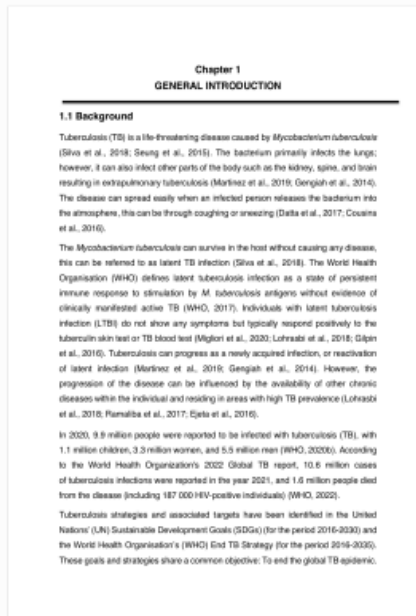 Chapter 1
GENERAL INTRODUCTION
1.1 Background
Tuberculosis (TB) is a life-threatening disease caused by Mycobacterium tuberculosis
(Silva et al., 2018; Seung et al., 2015). The bacterium primarily infects the lungs;
however, it can also infect other parts of the body such as the kidney, spine, and brain
resulting in extrapulmonary tuberculosis (Martinez et al., 2019; Gengiah et al., 2014).
The disease can spread easily when an infected person releases the bacterium into
the atmosphere, this can be through coughing or sneezing (Datta et al., 2017; Cousins
et al., 2016).
The Mycobacterium tuberculosis can survive in the host without causing any disease,
this can be referred to as latent TB infection (Silva et al., 2018). The World Health
Organisation (WHO) defines latent tuberculosis infection as a state of persistent
immune response to stimulation by M. tuberculosis antigens without evidence of
clinically manifested active TB (WHO, 2017). Individuals with latent tuberculosis
infection (LTBI) do not show any symptoms but typically respond positively to the
tuberculin skin test or TB blood test (Migliori et al., 2020; Lohrasbi et al., 2018; Gilpin
et al., 2016). Tuberculosis can progress as a newly acquired infection, or reactivation
of latent infection (Martinez et al., 2019; Gengiah et al., 2014). However, the
progression of the disease can be influenced by the availability of other chronic
diseases within the individual and residing in areas with high TB prevalence (Lohrasbi
et al., 2018; Ramaliba et al., 2017; Ejeta et al., 2016).
In 2020, 9.9 million people were reported to be infected with tuberculosis (TB), with
1.1 million children, 3.3 million women, and 5.5 million men (WHO, 2020b). According
to the World Health Organization's 2022 Global TB report, 10.6 million cases
of tuberculosis infections were reported in the year 2021, and 1.6 million people died
from the disease (including 187 000 HIV-positive individuals) (WHO, 2022).
Tuberculosis strategies and associated targets have been identified in the United
Nations' (UN) Sustainable Development Goals (SDGs) (for the period 2016-2030) and
the World Health Organisation's (WHO) End TB Strategy (for the period 2016-2035).
These goals and strategies share a common objective: To end the global TB epidemic.